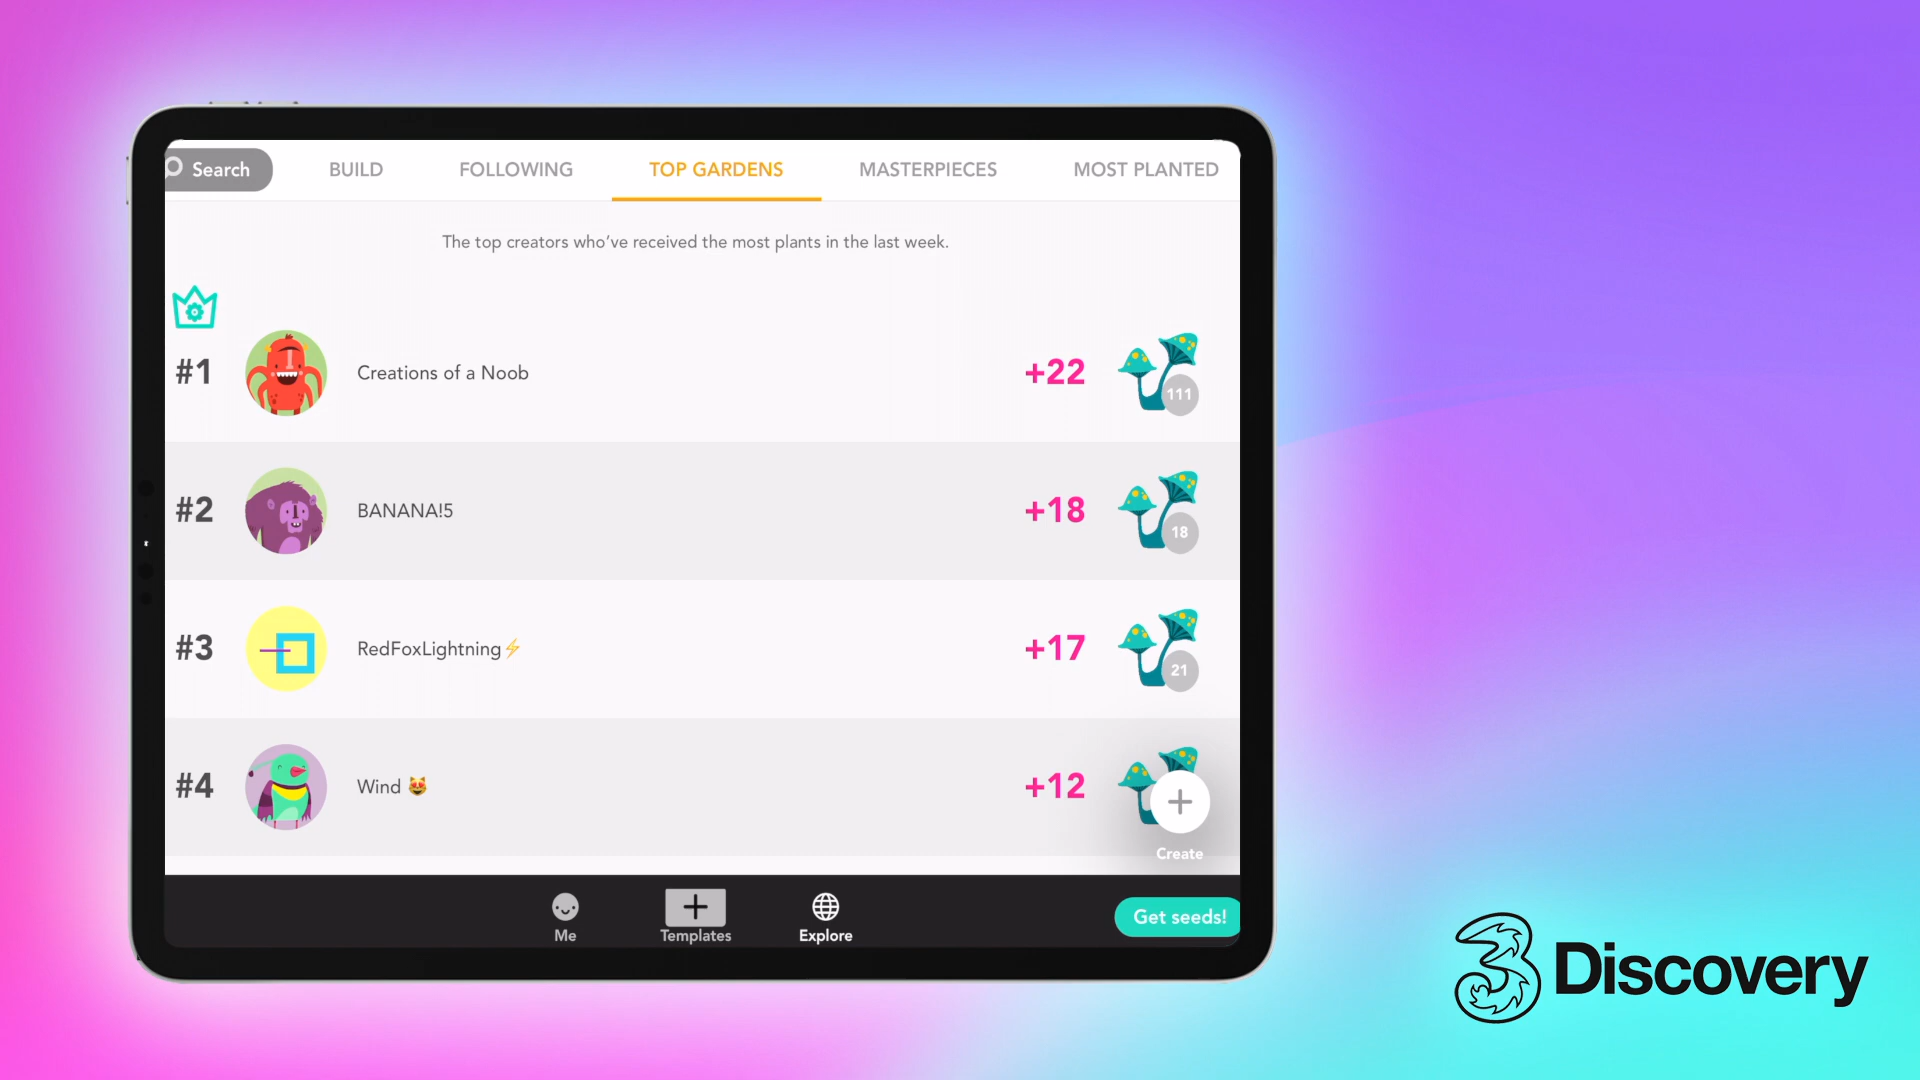 Search BUILD FOLLOWING TOP GARDENS MASTERPIECES MOST PLANTED
The top creators who've received the most plants in the last week.
#1 Creations of a Noob +22 111
#2 BANANA!5 +18 18
#3 RedFoxLightning⚡ +17 21
#4 Wind 😻 +12
Create
Me Templates Explore Get seeds!
3 Discovery